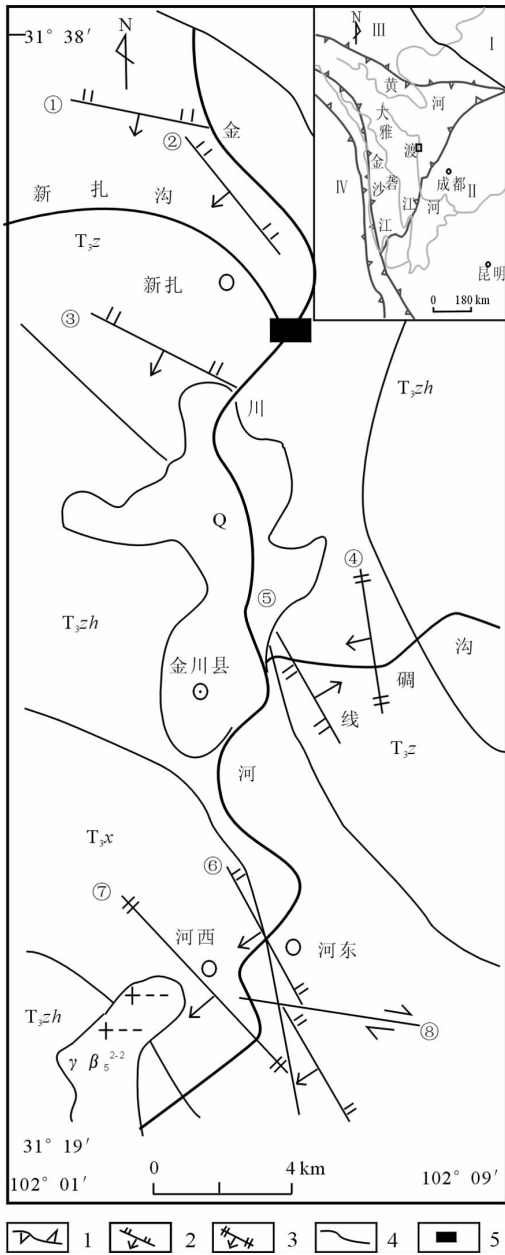 31° 38′
N
①
②
金
新 扎 沟
T₃z
新扎
③
川
T₃zh
Q
④
⑤
T₃zh
金川县
沟
碉
线
T₃z
河
T₃x
⑥
⑦
河西
河东
T₃zh
γ β₅²⁻²
⑧
31° 19′
102° 01′
0 4 km
102° 09′
N
III
I
黄
河
大
雅
渡
金
砻
沙
IV
成都
II
江
河
江
昆明
0 180 km
1 2 3 4 5